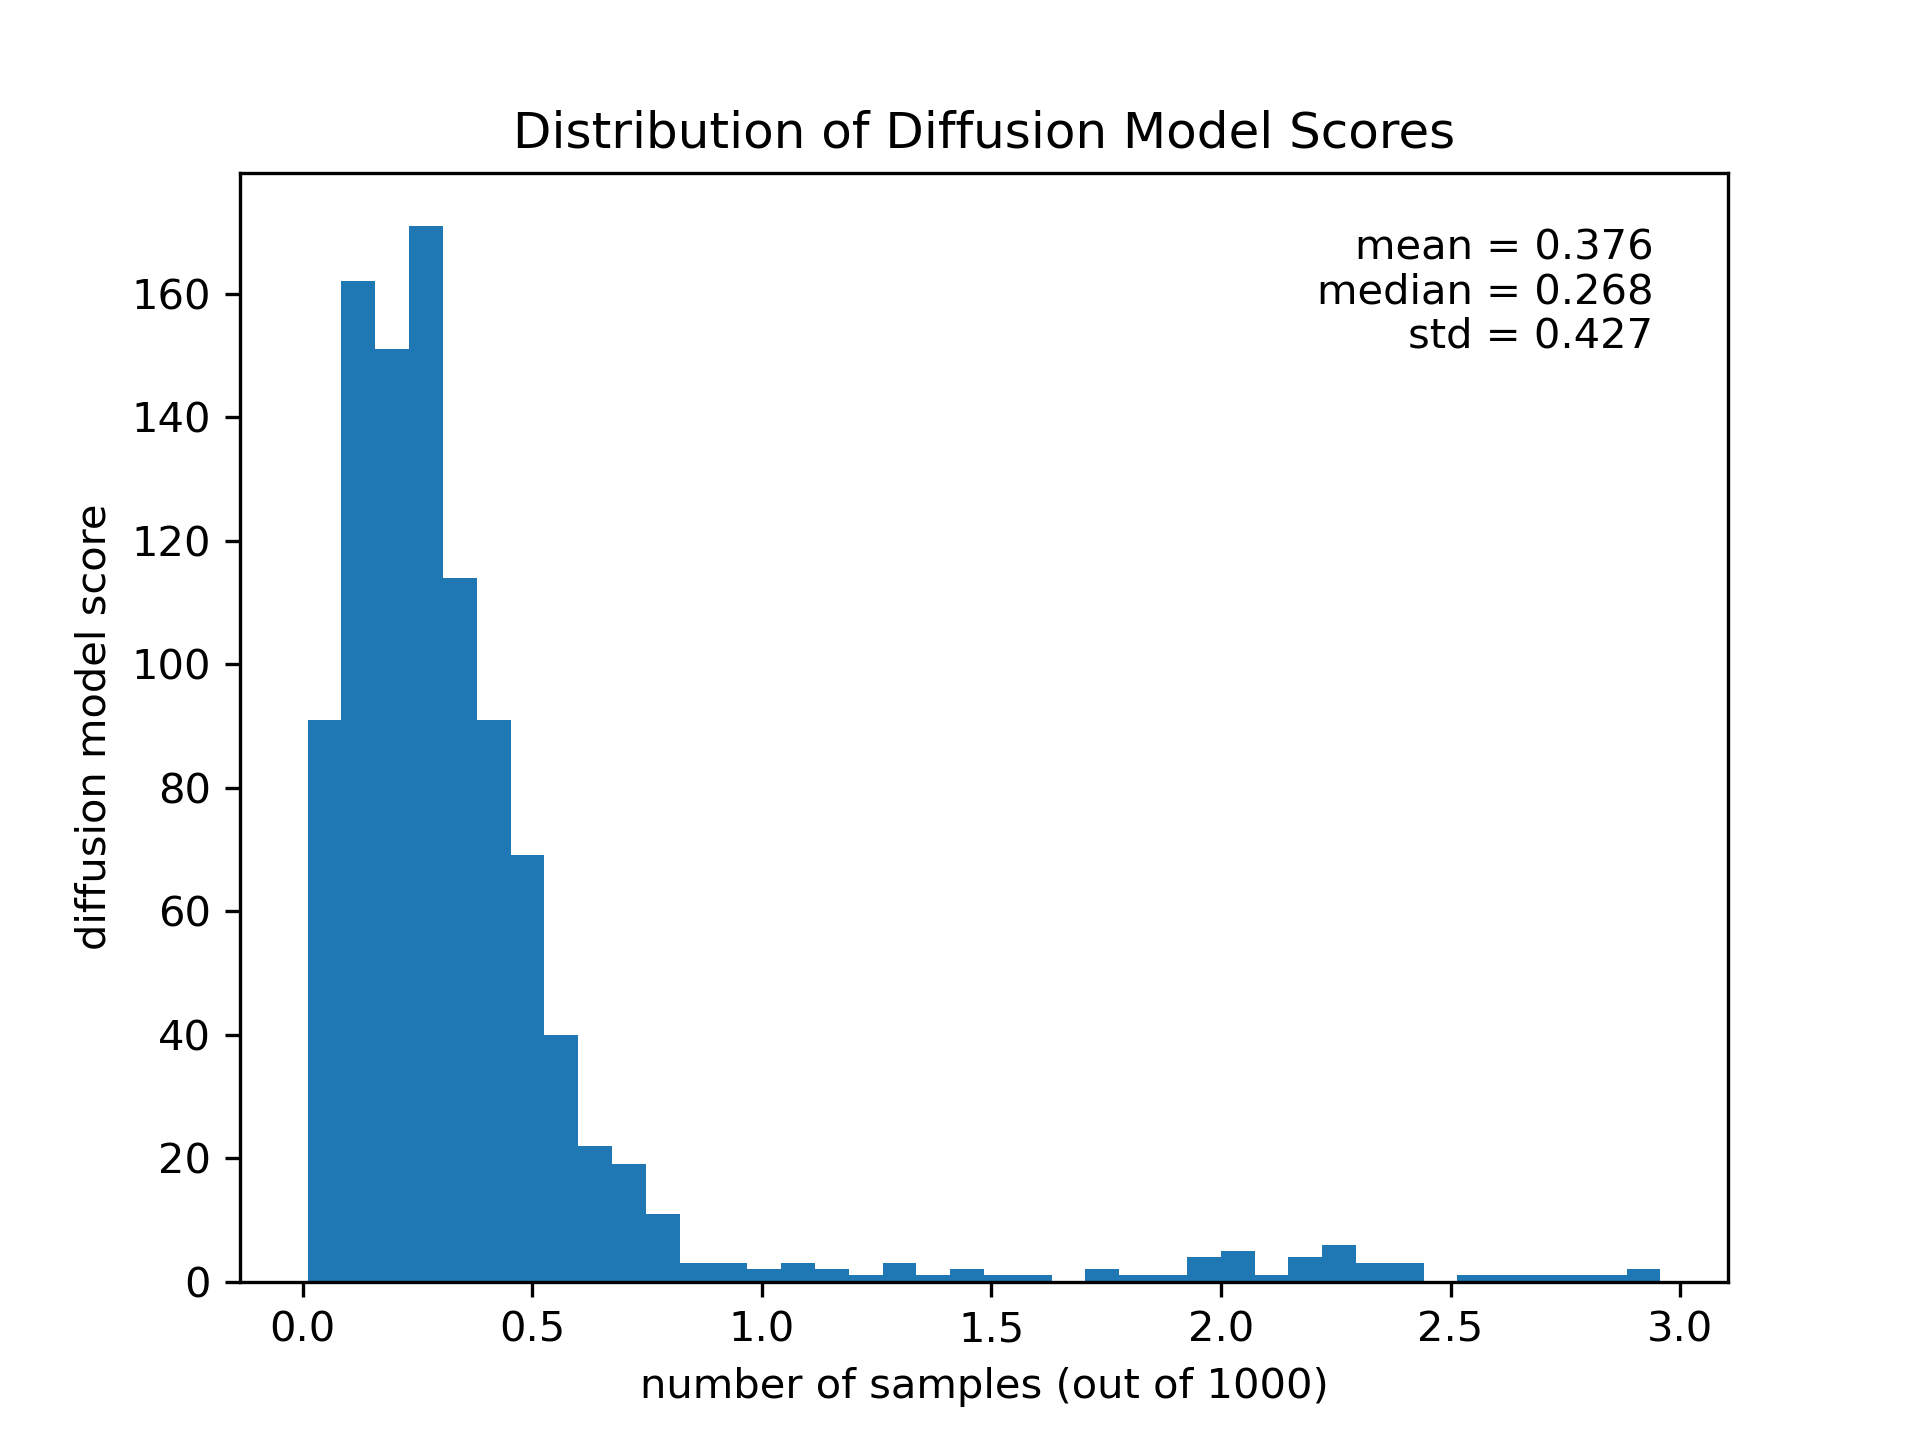 Distribution of Diffusion Model Scores
mean = 0.376
median = 0.268
std = 0.427
diffusion model score
160
140
120
100
80
60
40
20
0
0.0 0.5 1.0 1.5 2.0 2.5 3.0
number of samples (out of 1000)